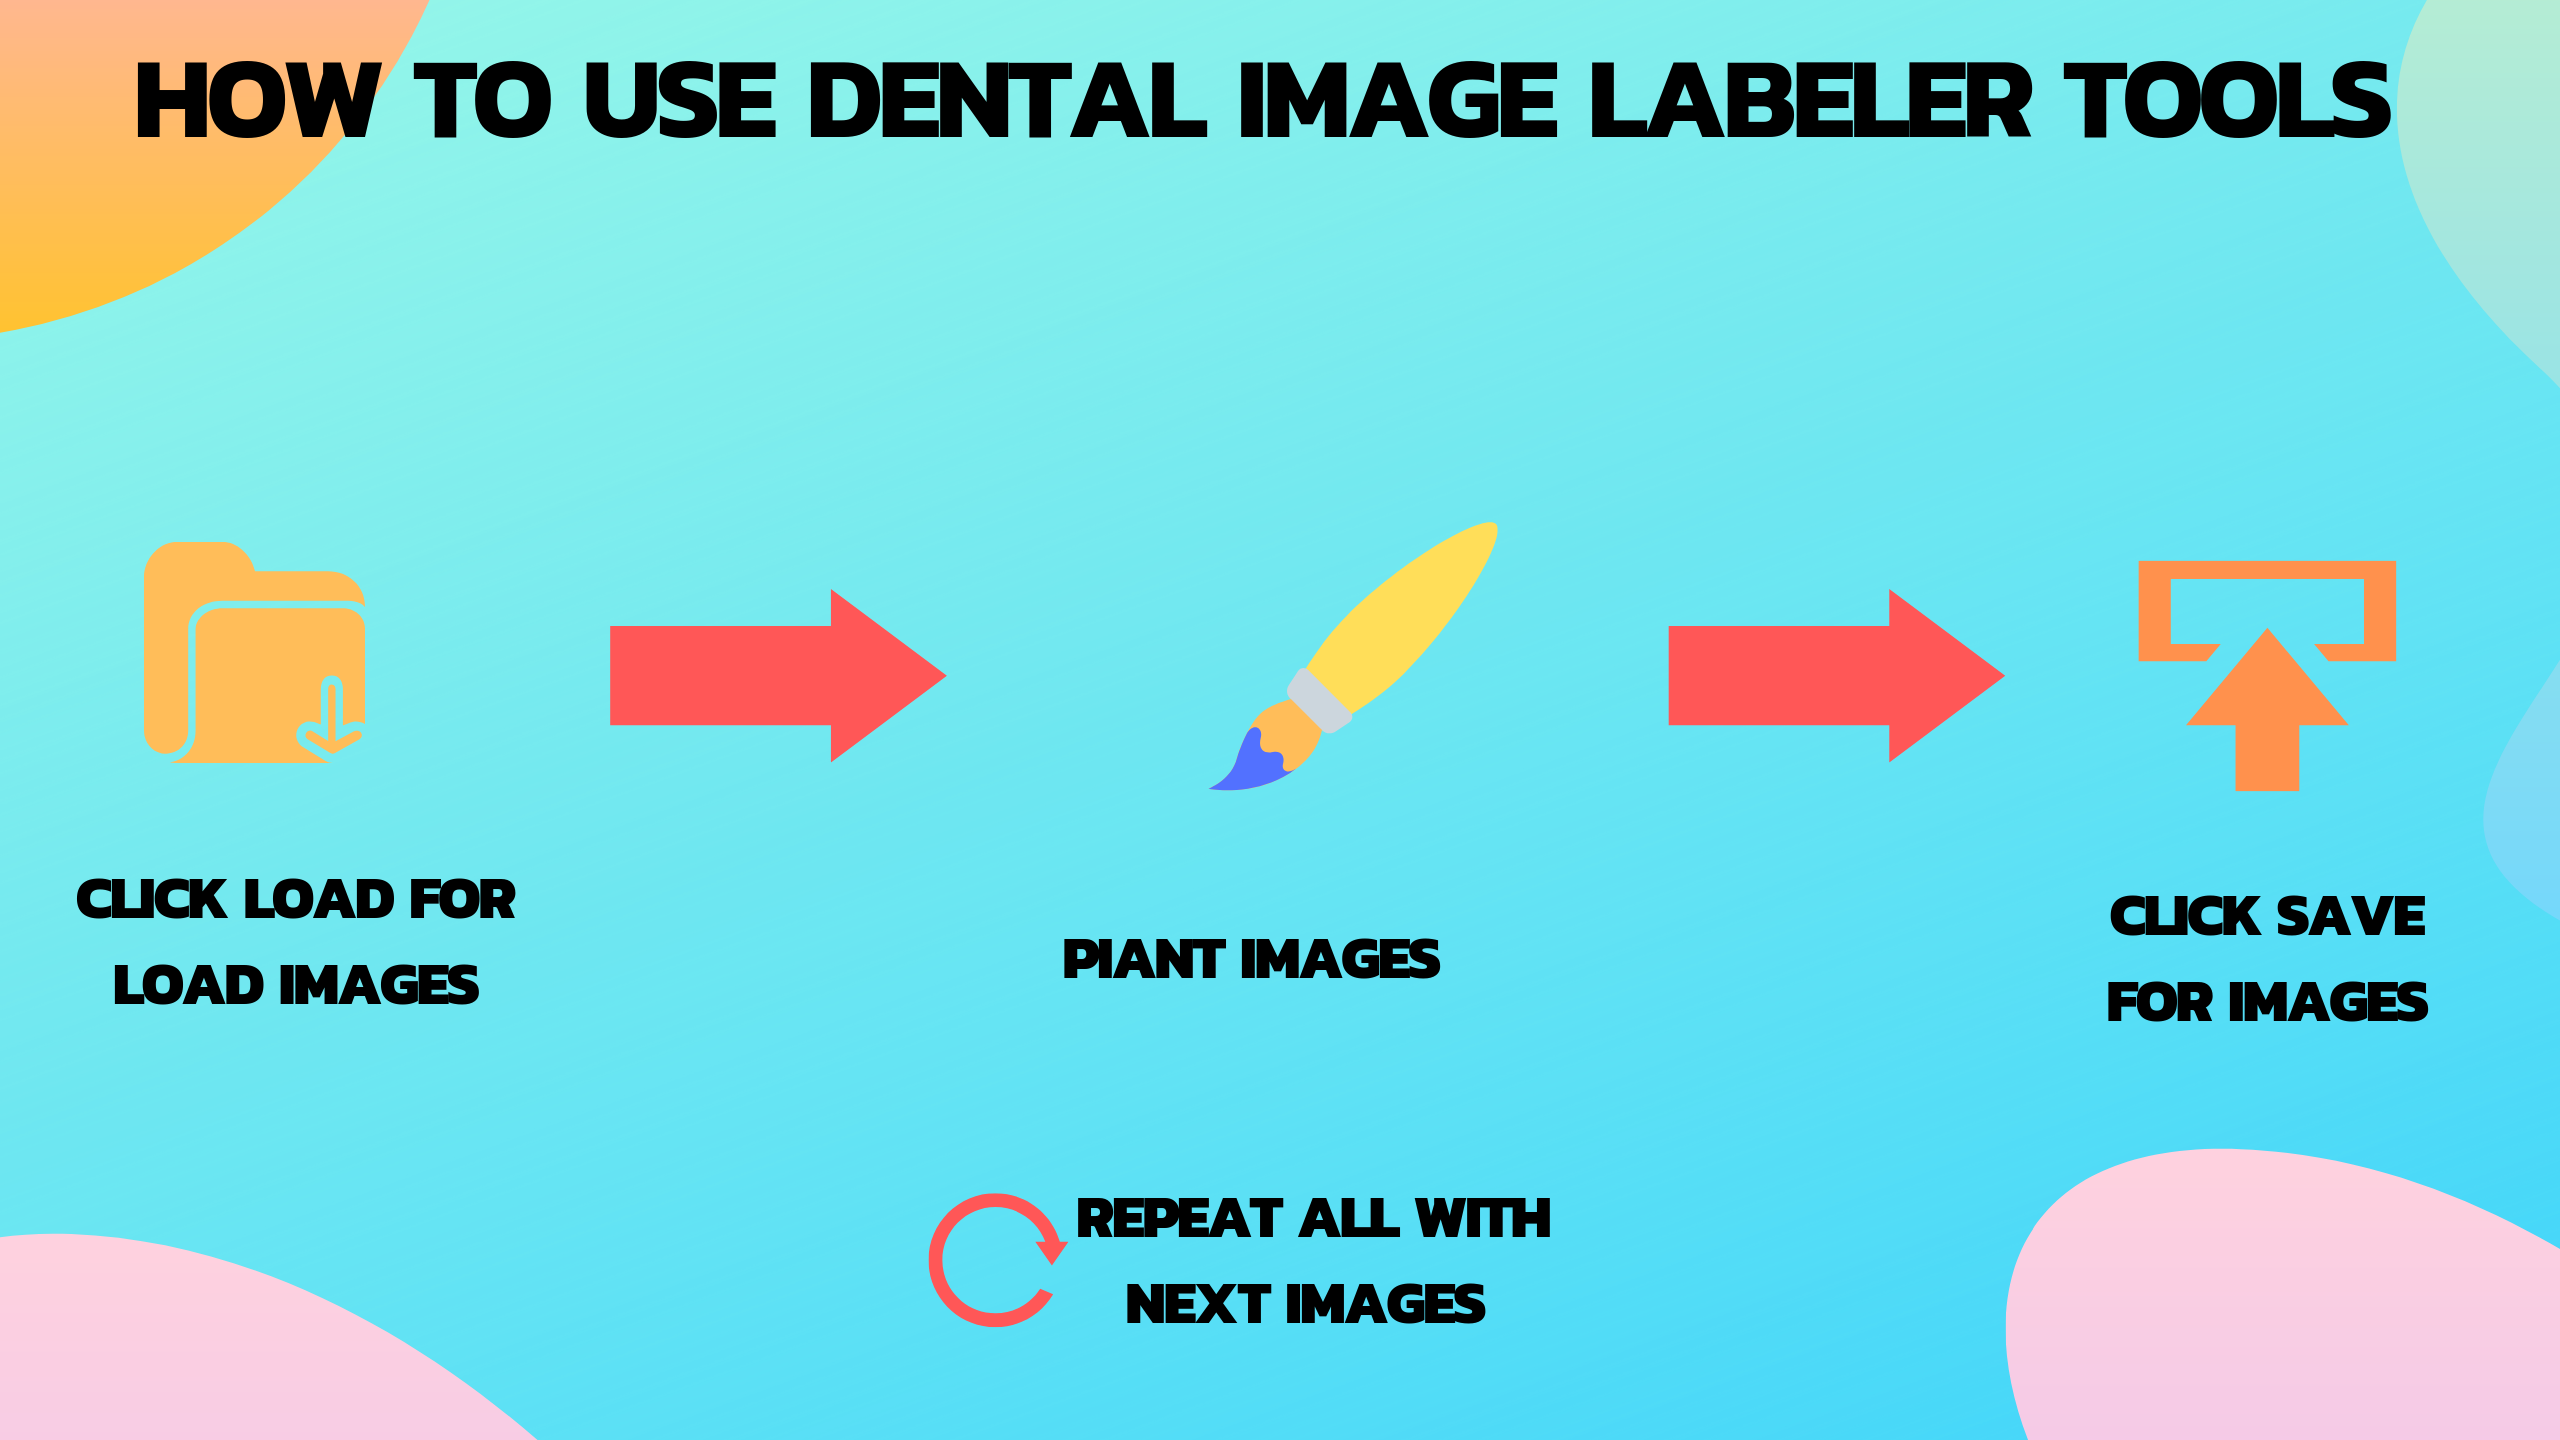 HOW TO USE DENTAL IMAGE LABELER TOOLS
CLICK LOAD FOR
LOAD IMAGES
PIANT IMAGES
CLICK SAVE
FOR IMAGES
REPEAT ALL WITH
NEXT IMAGES